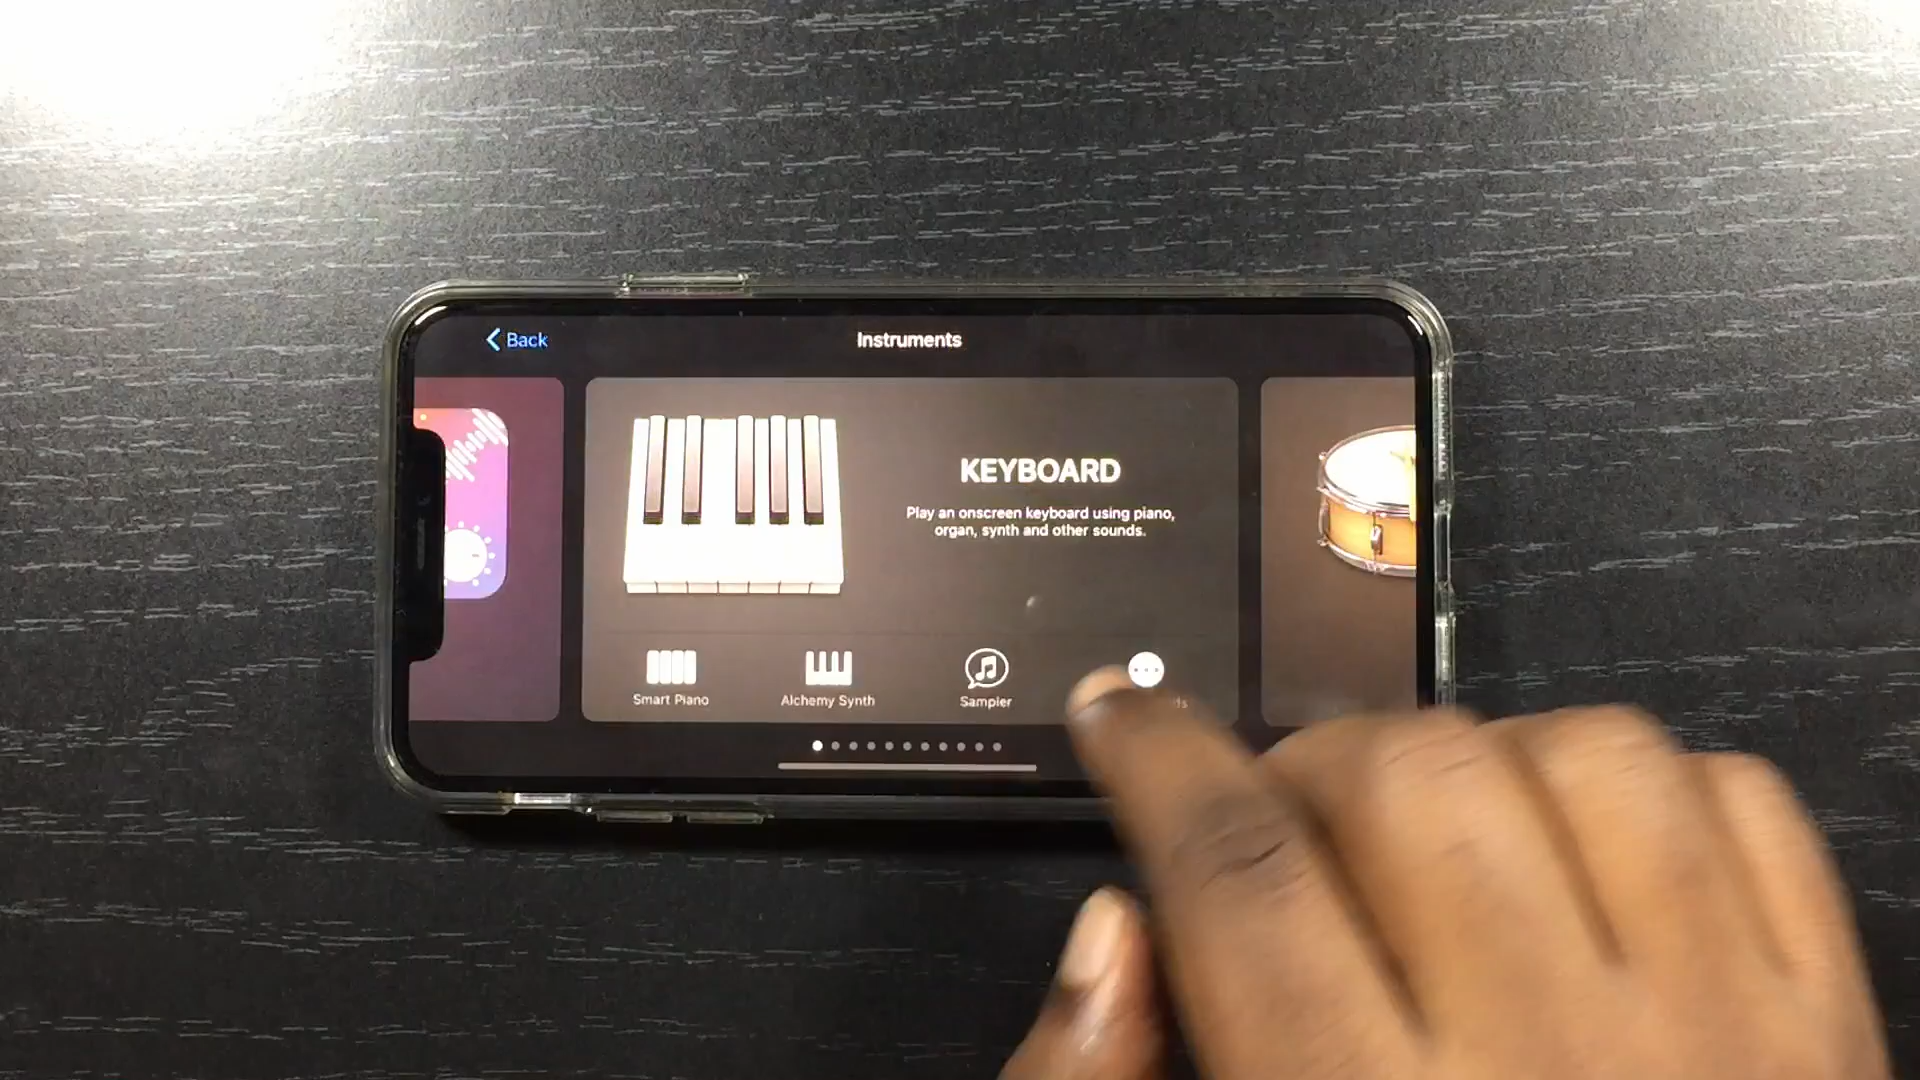 Back
Instruments
KEYBOARD
Play an onscreen keyboard using piano,
organ, synth and other sounds.
Smart Piano
Alchemy Synth
Sampler